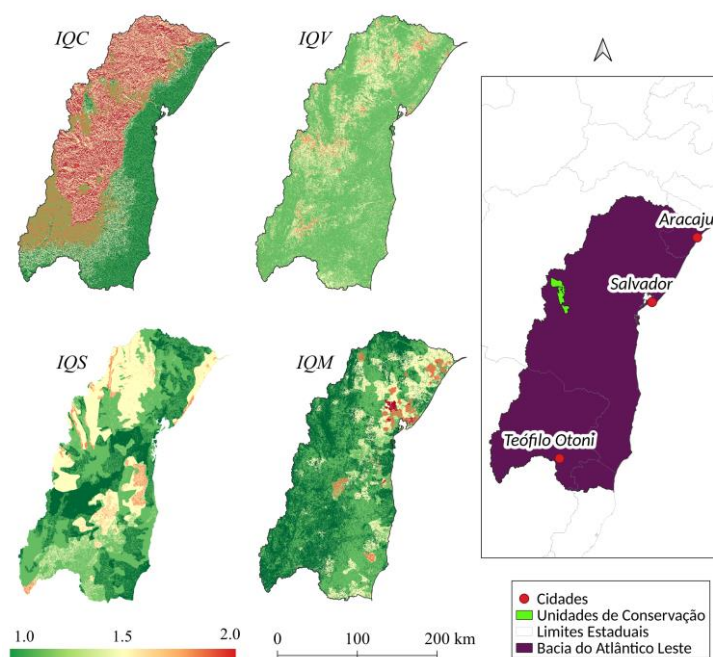 IQC
IQV
Aracaju
Salvador
Teófilo Otoni
IQS
IQM
Cidades
Unidades de Conservação
Limites Estaduais
Bacia do Atlântico Leste
1.0 1.5 2.0
0 100 200 km